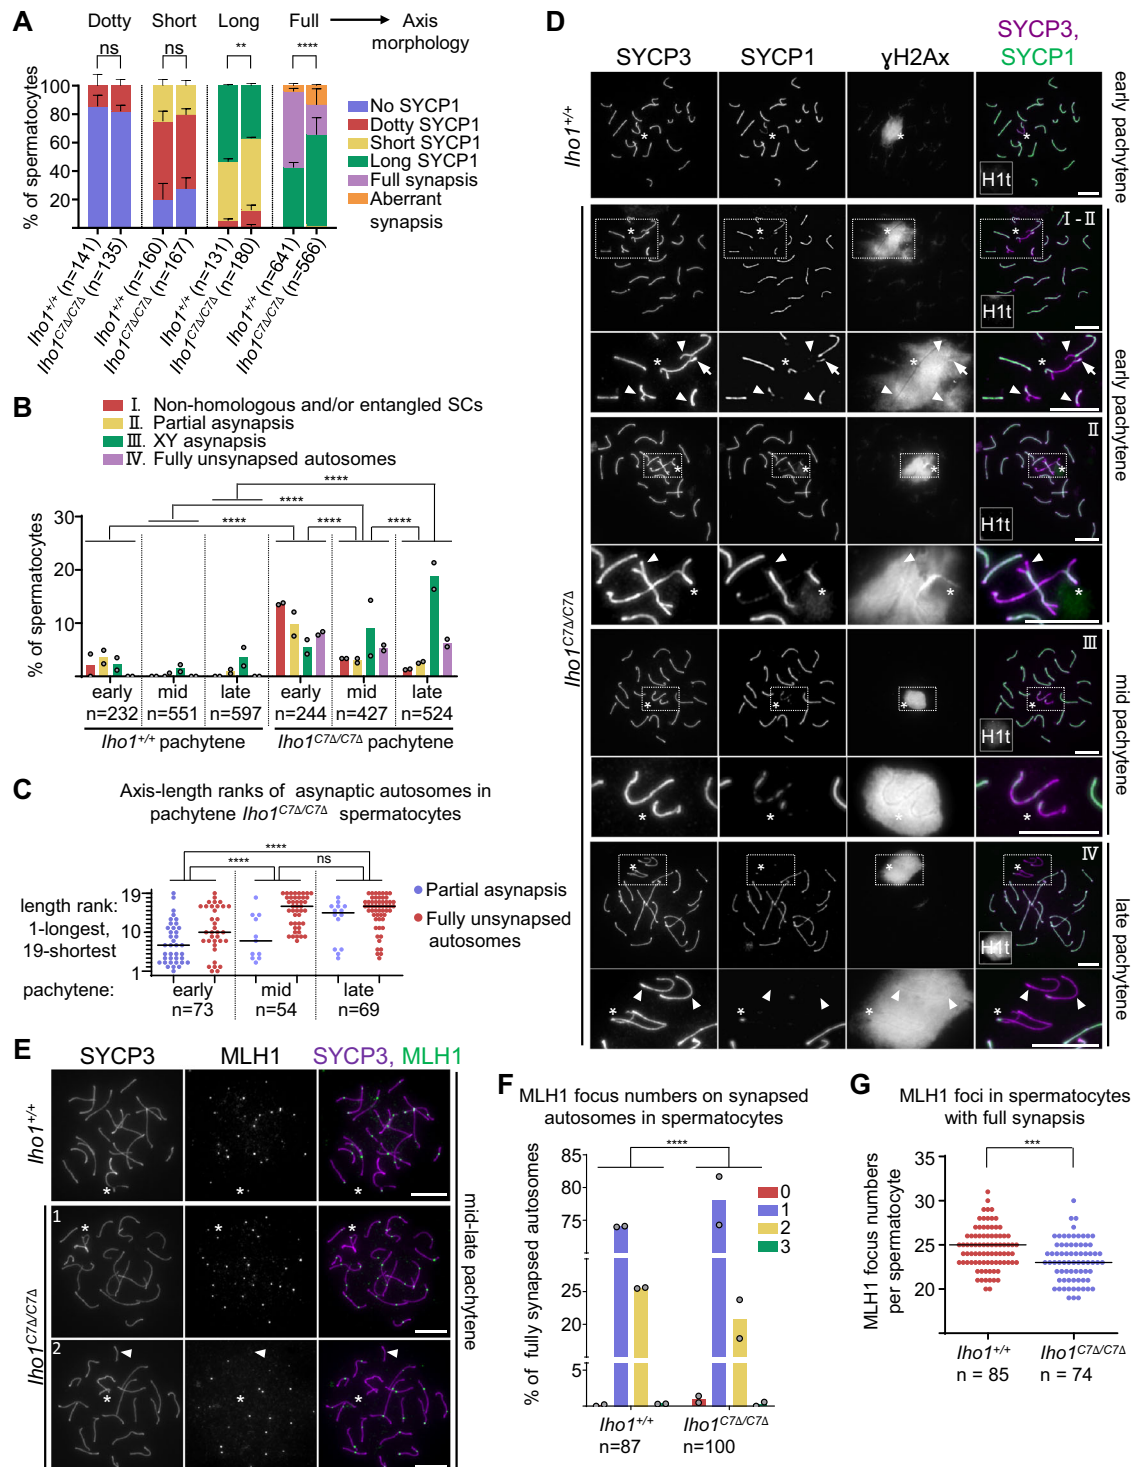 A
Dotty Short Long Full Axis morphology
ns ns ** ****
% of spermatocytes
100
80
60
40
20
No SYCP1
Dotty SYCP1
Short SYCP1
Long SYCP1
Full synapsis
Aberrant synapsis
Iho1+/+ (n=141)
Iho1C7Δ/C7Δ (n=135)
Iho1+/+ (n=160)
Iho1C7Δ/C7Δ (n=167)
Iho1+/+ (n=131)
Iho1C7Δ/C7Δ (n=180)
Iho1+/+ (n=641)
Iho1C7Δ/C7Δ (n=566)
B
I. Non-homologous and/or entangled SCs
II. Partial asynapsis
III. XY asynapsis
IV. Fully unsynapsed autosomes
****
****
**** **** ****
% of spermatocytes
30
20
10
early mid late early mid late
n=232 n=551 n=597 n=244 n=427 n=524
Iho1+/+ pachytene Iho1C7Δ/C7Δ pachytene
C
Axis-length ranks of asynaptic autosomes in
pachytene Iho1C7Δ/C7Δ spermatocytes
****
**** ns
length rank:
1-longest,
19-shortest
19
10
1
Partial asynapsis
Fully unsynapsed
autosomes
pachytene: early mid late
n=73 n=54 n=69
D
SYCP3 SYCP1 γH2Ax SYCP3, SYCP1
Iho1+/+
* * * *
H1t
early pachytene
Iho1C7Δ/C7Δ
I - II
* * * *
H1t
* * * *
early pachytene
II
* * * *
H1t
* * * *
III
* * * *
H1t
* * * *
mid pachytene
IV
* * * *
H1t
* * * *
late pachytene
E
SYCP3 MLH1 SYCP3, MLH1
Iho1+/+
* * *
Iho1C7Δ/C7Δ
1
* * *
2
* * *
mid-late pachytene
F
MLH1 focus numbers on synapsed
autosomes in spermatocytes
****
% of fully synapsed autosomes
85
80
75
25
20
5
0
1
2
3
Iho1+/+ Iho1C7Δ/C7Δ
n=87 n=100
G
MLH1 foci in spermatocytes
with full synapsis
***
MLH1 focus numbers
per spermatocyte
35
30
25
20
Iho1+/+ Iho1C7Δ/C7Δ
n = 85 n = 74